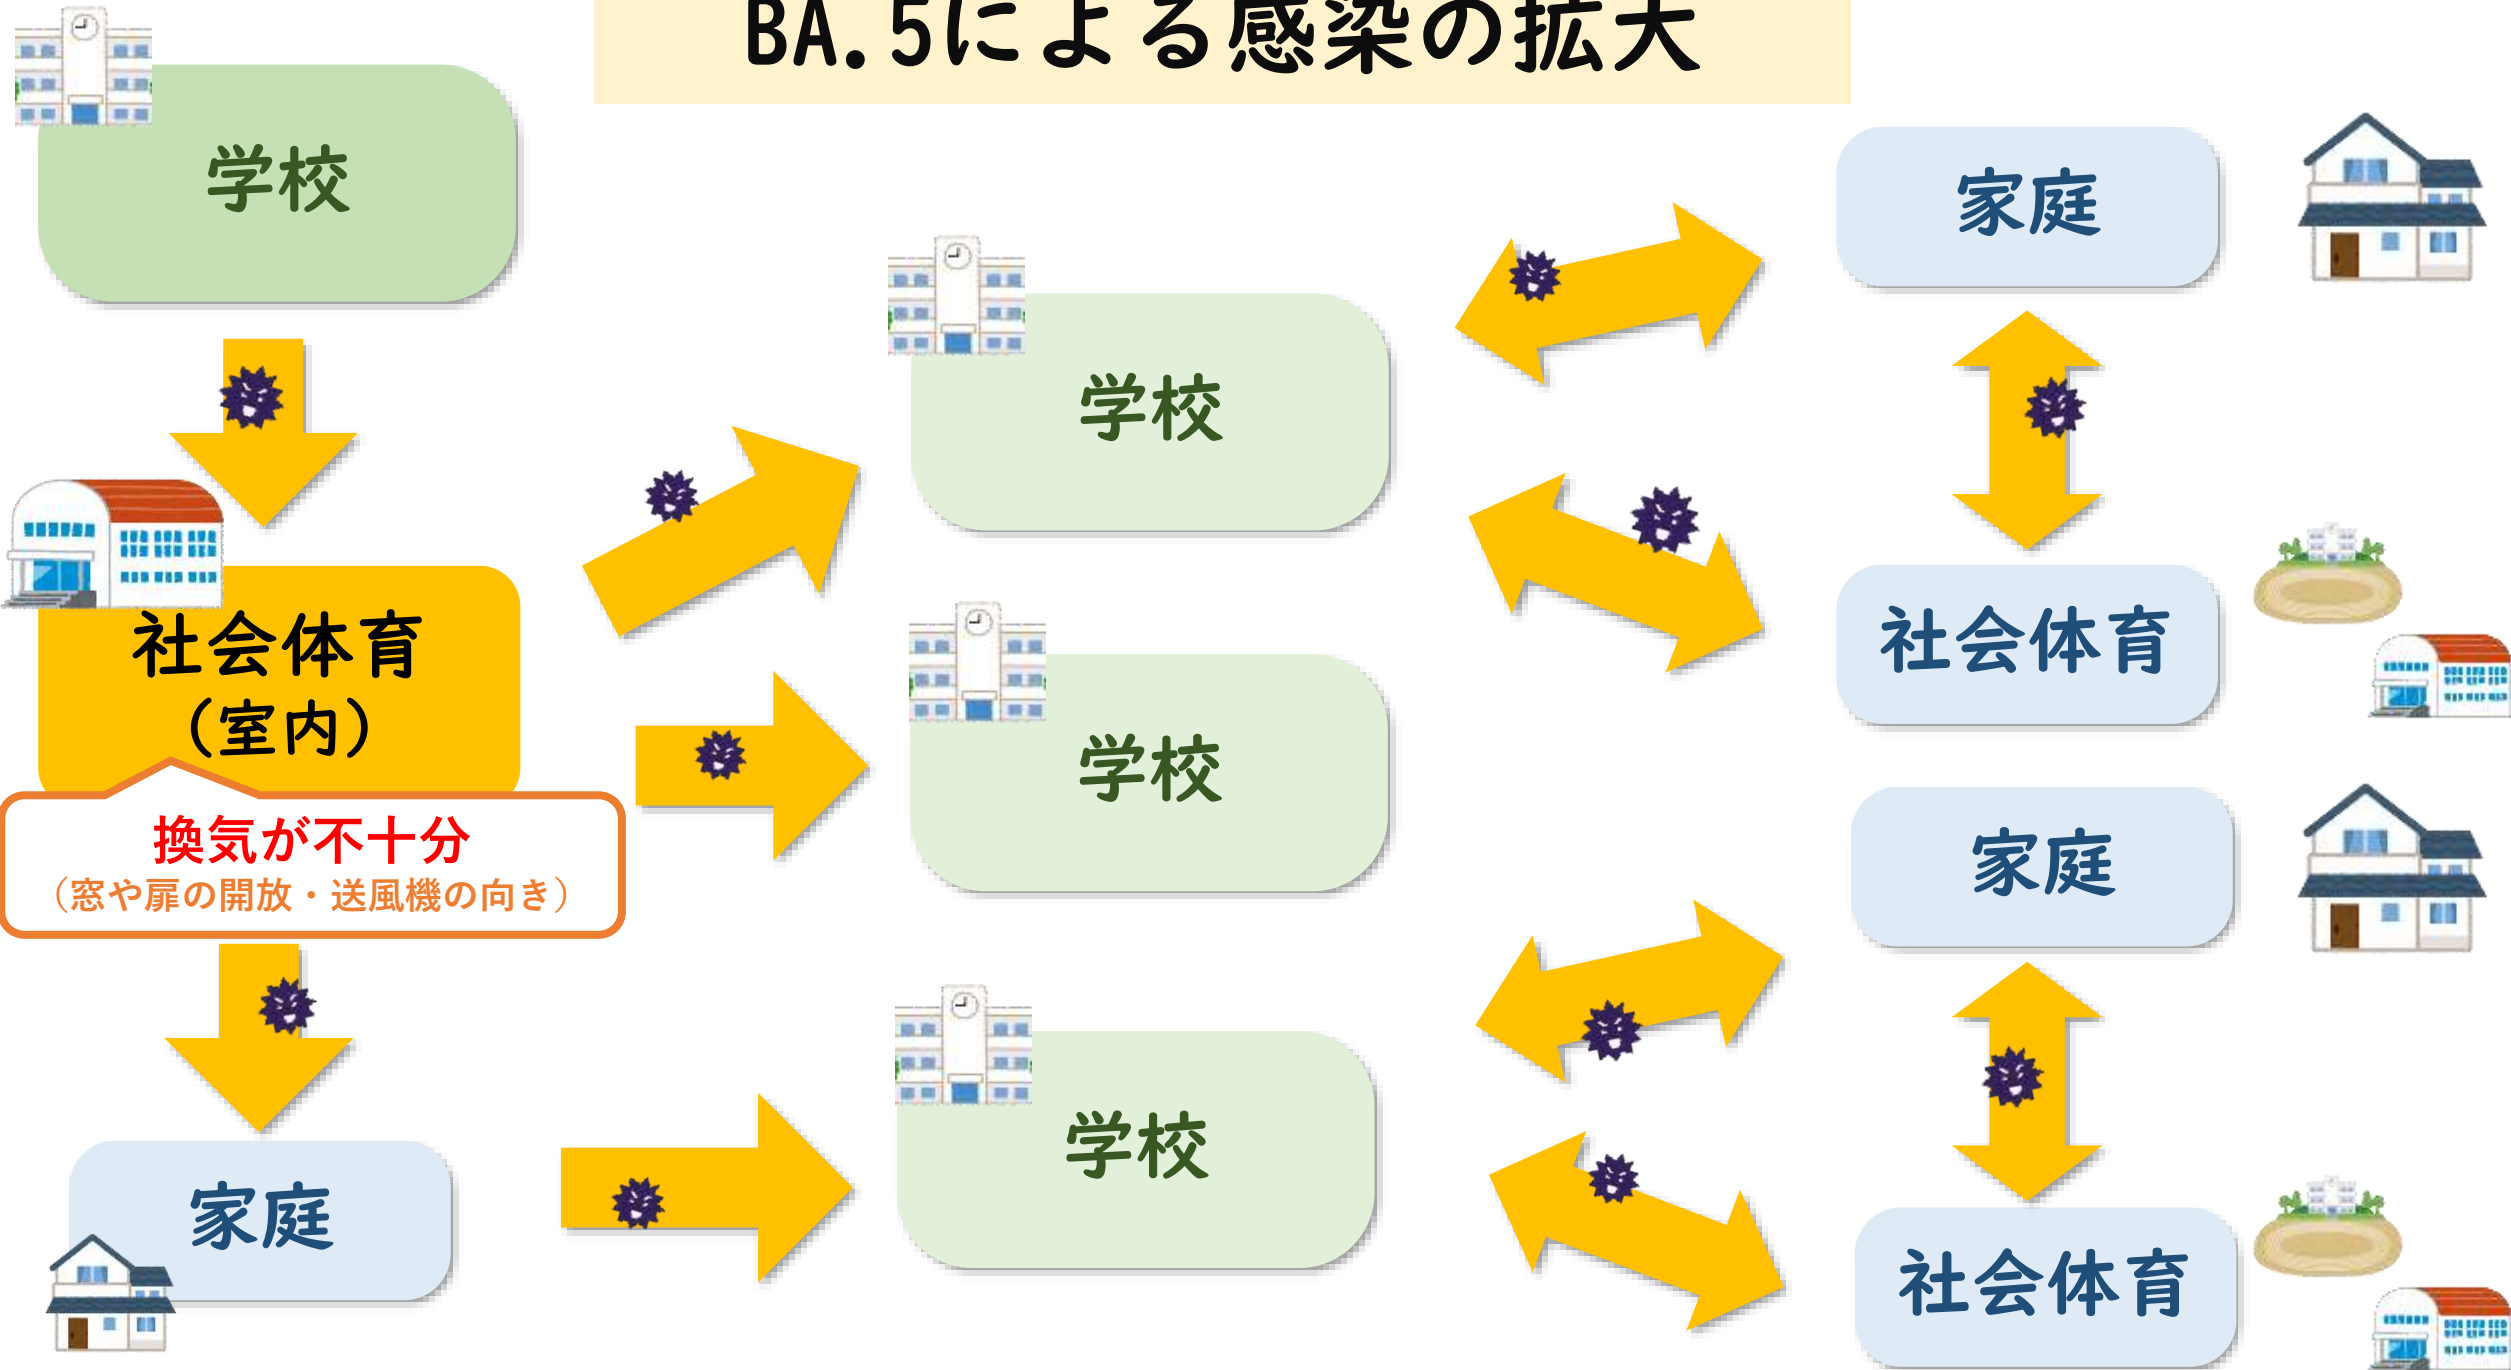 BA.5による感染の拡大
学校
社会体育
（室内）
換気が不十分
（窓や扉の開放・送風機の向き）
家庭
学校
学校
学校
家庭
社会体育
家庭
社会体育